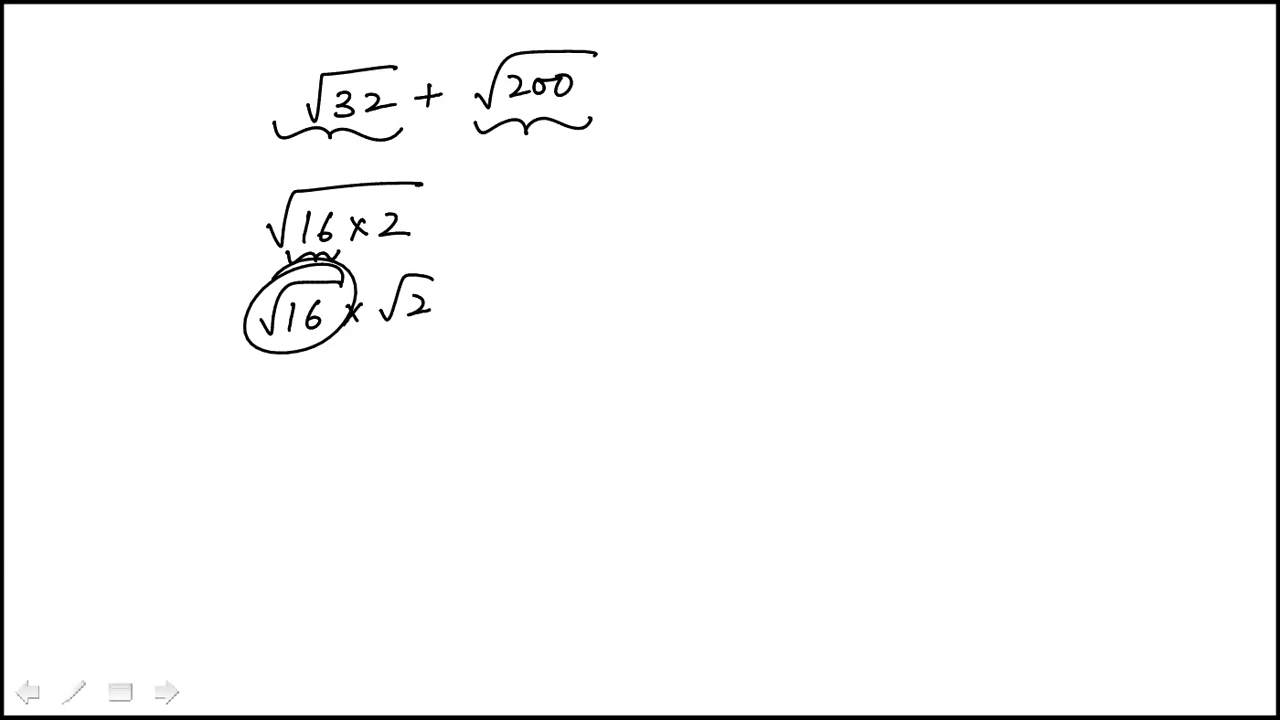 √32 + √200
√16 × 2
√16 × √2